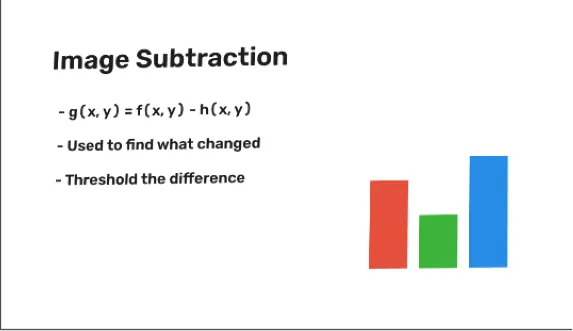 Image Subtraction
- g(x, y) = f(x, y) - h(x, y)
- Used to find what changed
- Threshold the difference